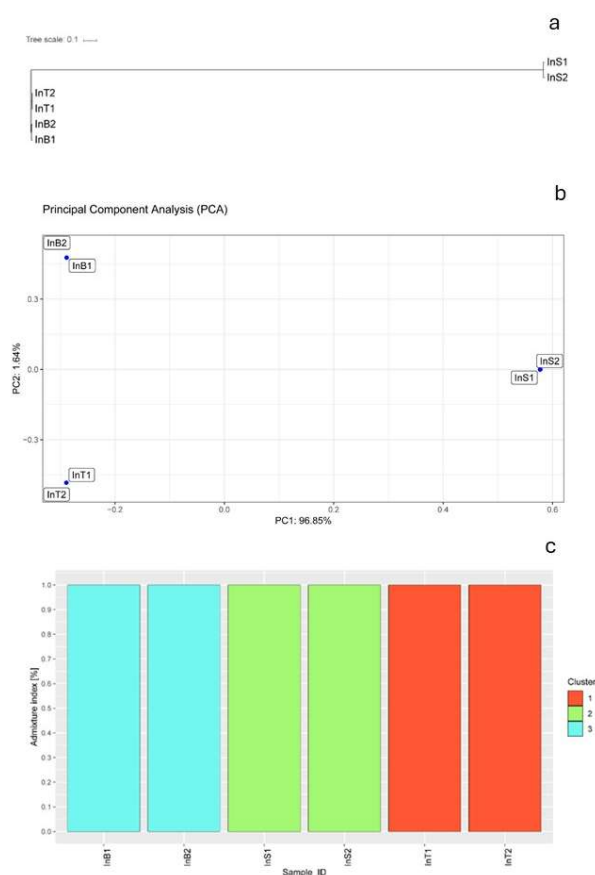 a
Tree scale: 0.1
InS1
InS2
InT2
InT1
InB2
InB1
b
Principal Component Analysis (PCA)
InB2
InB1
InS2
InS1
InT1
InT2
0.3
0.0
−0.3
PC2: 1.64%
−0.2
0.0
0.2
0.4
0.6
PC1: 96.85%
c
1.0
0.9
0.8
0.7
0.6
0.5
0.4
0.3
0.2
0.1
0.0
Admixture index [%]
Cluster
1
2
3
InB1
InB2
InS1
InS2
InT1
InT2
Sample_ID